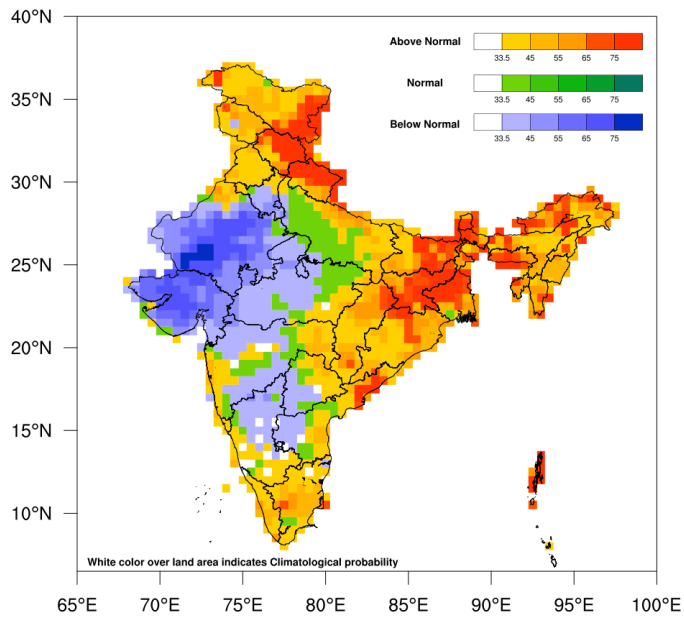 40°N
35°N
30°N
25°N
20°N
15°N
10°N
Above Normal
33.5 45 55 65 75
Normal
33.5 45 55 65 75
Below Normal
33.5 45 55 65 75
White color over land area indicates Climatological probability
65°E 70°E 75°E 80°E 85°E 90°E 95°E 100°E